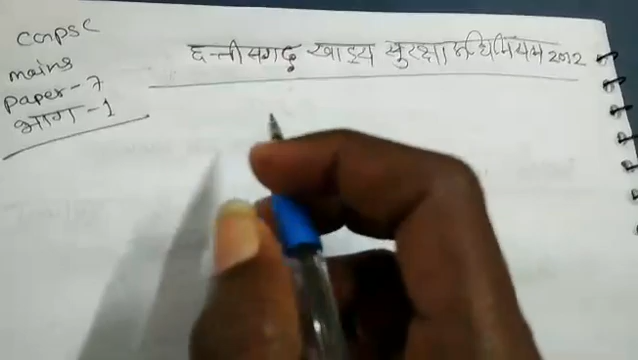 cgpsc
mains
paper-7
भाग-1
छत्तीसगढ़ खाद्य सुरक्षा अधिनियम 2012